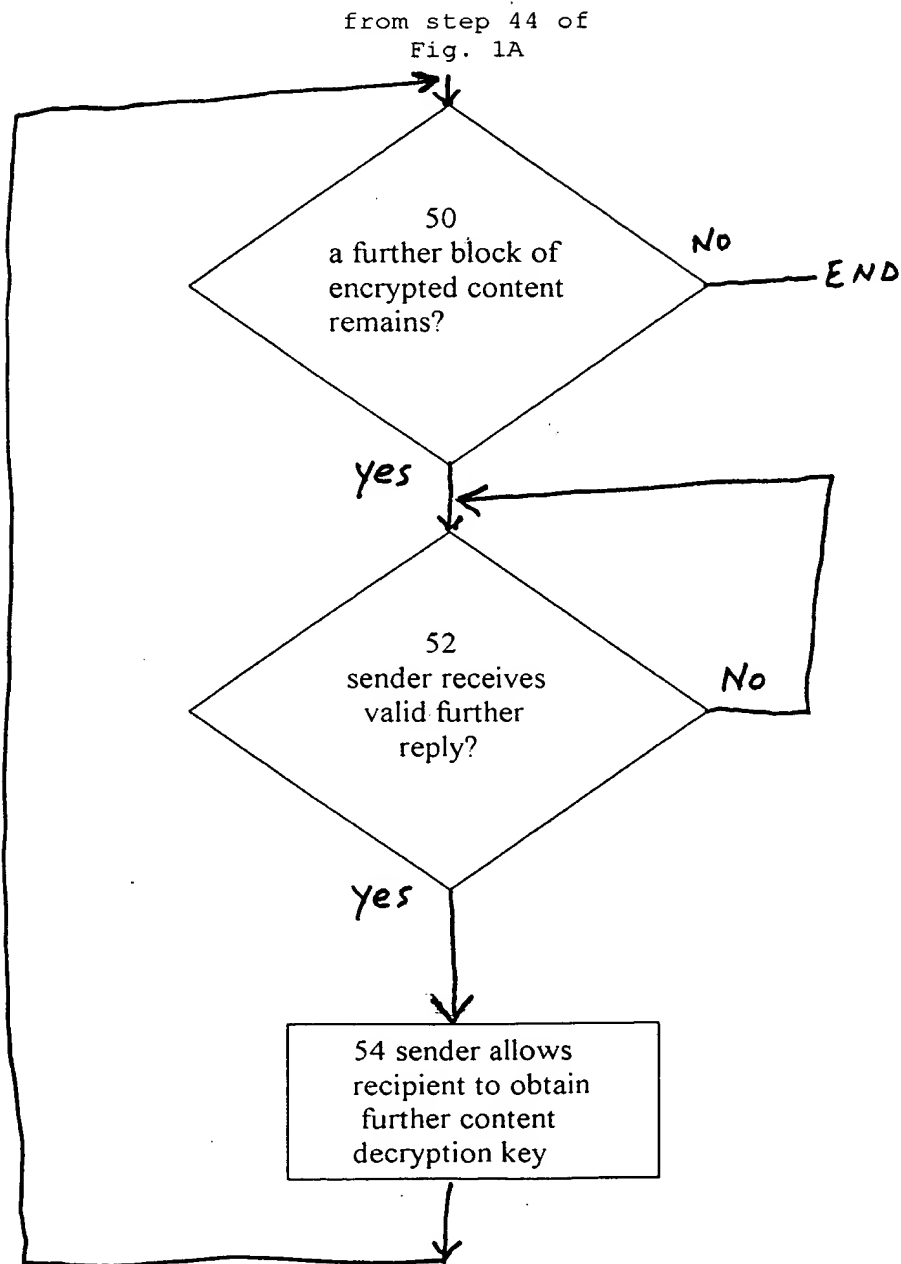 from step 44 of
Fig. 1A
50
a further block of
encrypted content
remains?
No
END
yes
52
sender receives
valid further
reply?
No
yes
54 sender allows
recipient to obtain
further content
decryption key